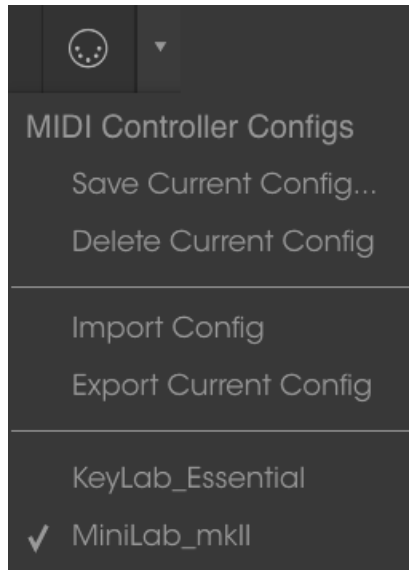 MIDI Controller Configs
Save Current Config...
Delete Current Config
Import Config
Export Current Config
KeyLab_Essential
MiniLab_mkII